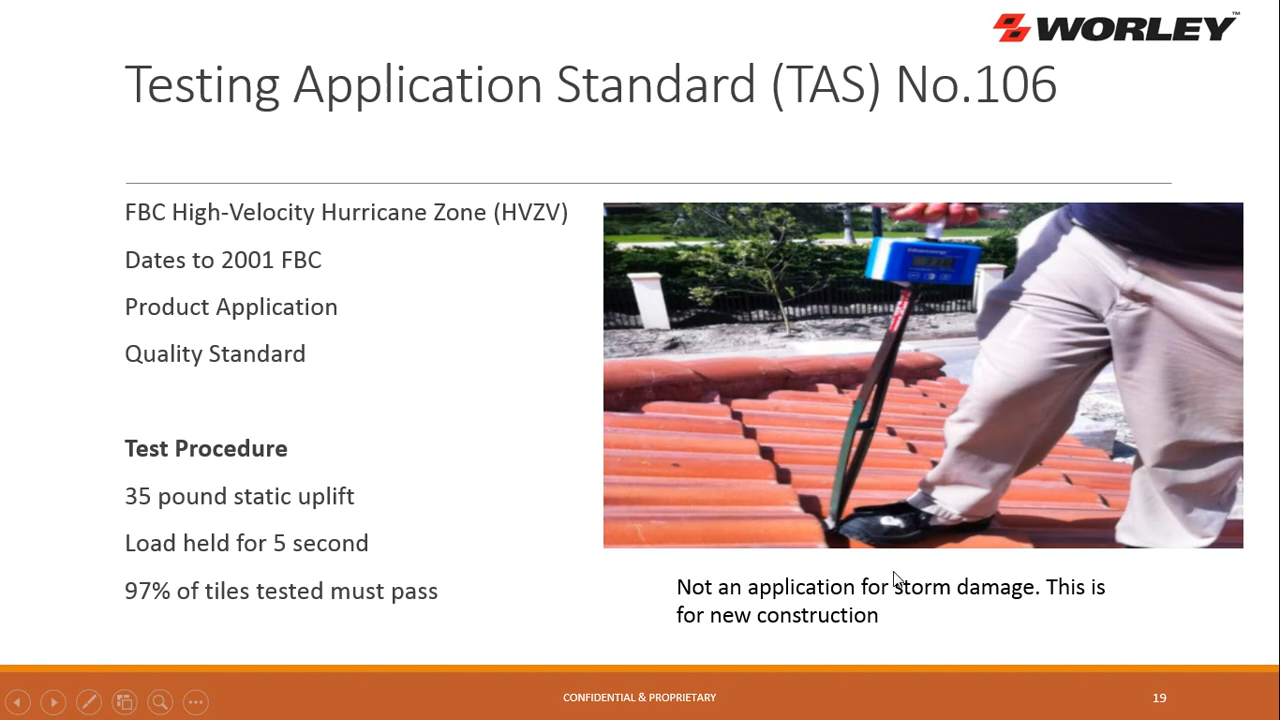 WORLEY™
Testing Application Standard (TAS) No.106
FBC High-Velocity Hurricane Zone (HVZV)
Dates to 2001 FBC
Product Application
Quality Standard
Test Procedure
35 pound static uplift
Load held for 5 second
97% of tiles tested must pass
Not an application for storm damage. This is
for new construction
CONFIDENTIAL & PROPRIETARY
19